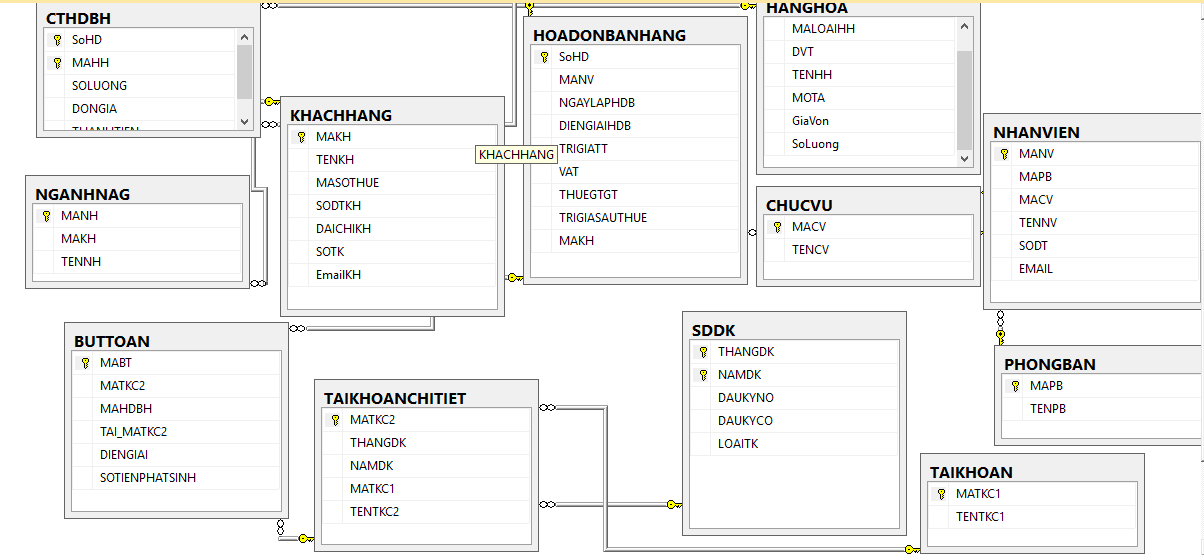 CTHDBH
SoHD
MAHH
SOLUONG
DONGIA
THANHTIEN
KHACHHANG
MAKH
TENKH
MASOTHUE
SODTKH
DAICHIKH
SOTK
EmailKH
KHACHHANG
HOADONBANHANG
SoHD
MANV
NGAYLAPHDB
DIENGIAIHDB
TRIGIATT
VAT
THUEGTGT
TRIGIASAUTHUE
MAKH
HANGHOA
MALOAIHH
DVT
TENHH
MOTA
GiaVon
SoLuong
NHANVIEN
MANV
MAPB
MACV
TENNV
SODT
EMAIL
NGANHNAG
MANH
MAKH
TENNH
CHUCVU
MACV
TENCV
BUTTOAN
MABT
MATKC2
MAHDBH
TAI_MATKC2
DIENGIAI
SOTIENPHATSINH
TAIKHOANCHITIET
MATKC2
THANGDK
NAMDK
MATKC1
TENTKC2
SDDK
THANGDK
NAMDK
DAUKYNO
DAUKYCO
LOAITK
PHONGBAN
MAPB
TENPB
TAIKHOAN
MATKC1
TENTKC1